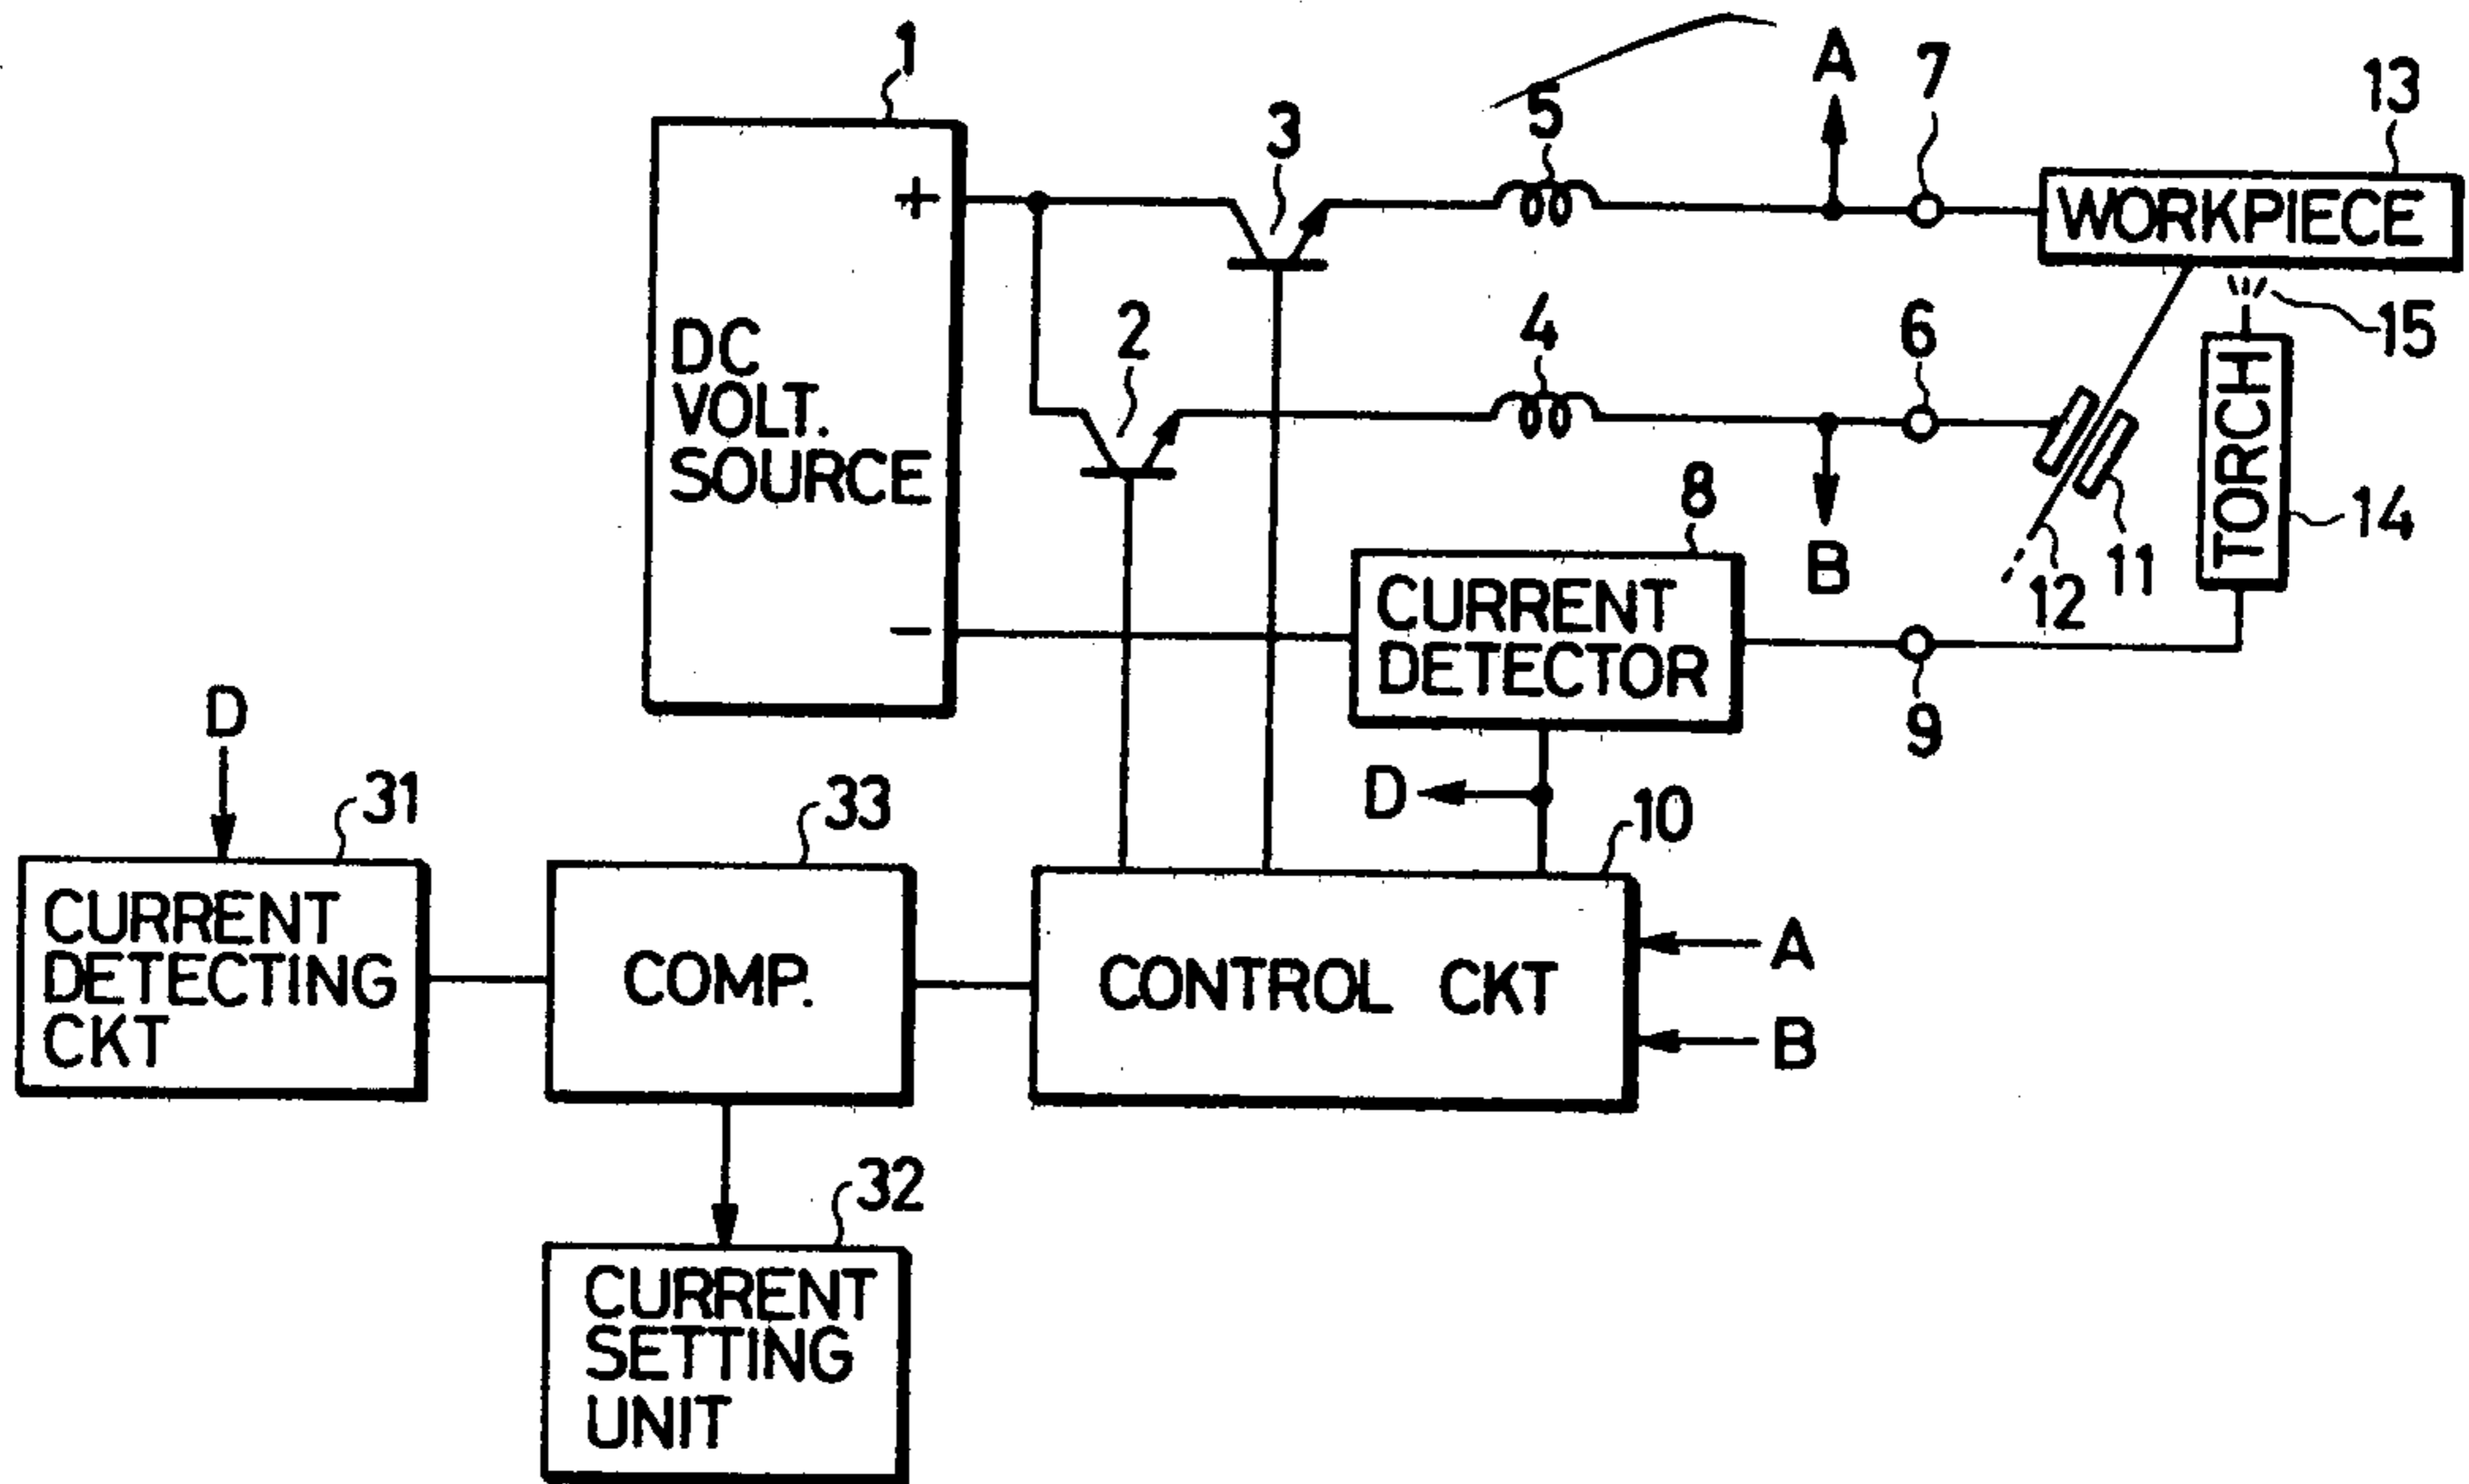 1
A
7
13
5
3
+
WORKPIECE
2
4
6
15
DC
VOLT.
SOURCE
TORCH
8
14
B
11
12
−
CURRENT
DETECTOR
9
D
D
31
33
10
CURRENT
DETECTING
CKT
COMP.
CONTROL CKT
A
B
32
CURRENT
SETTING
UNIT